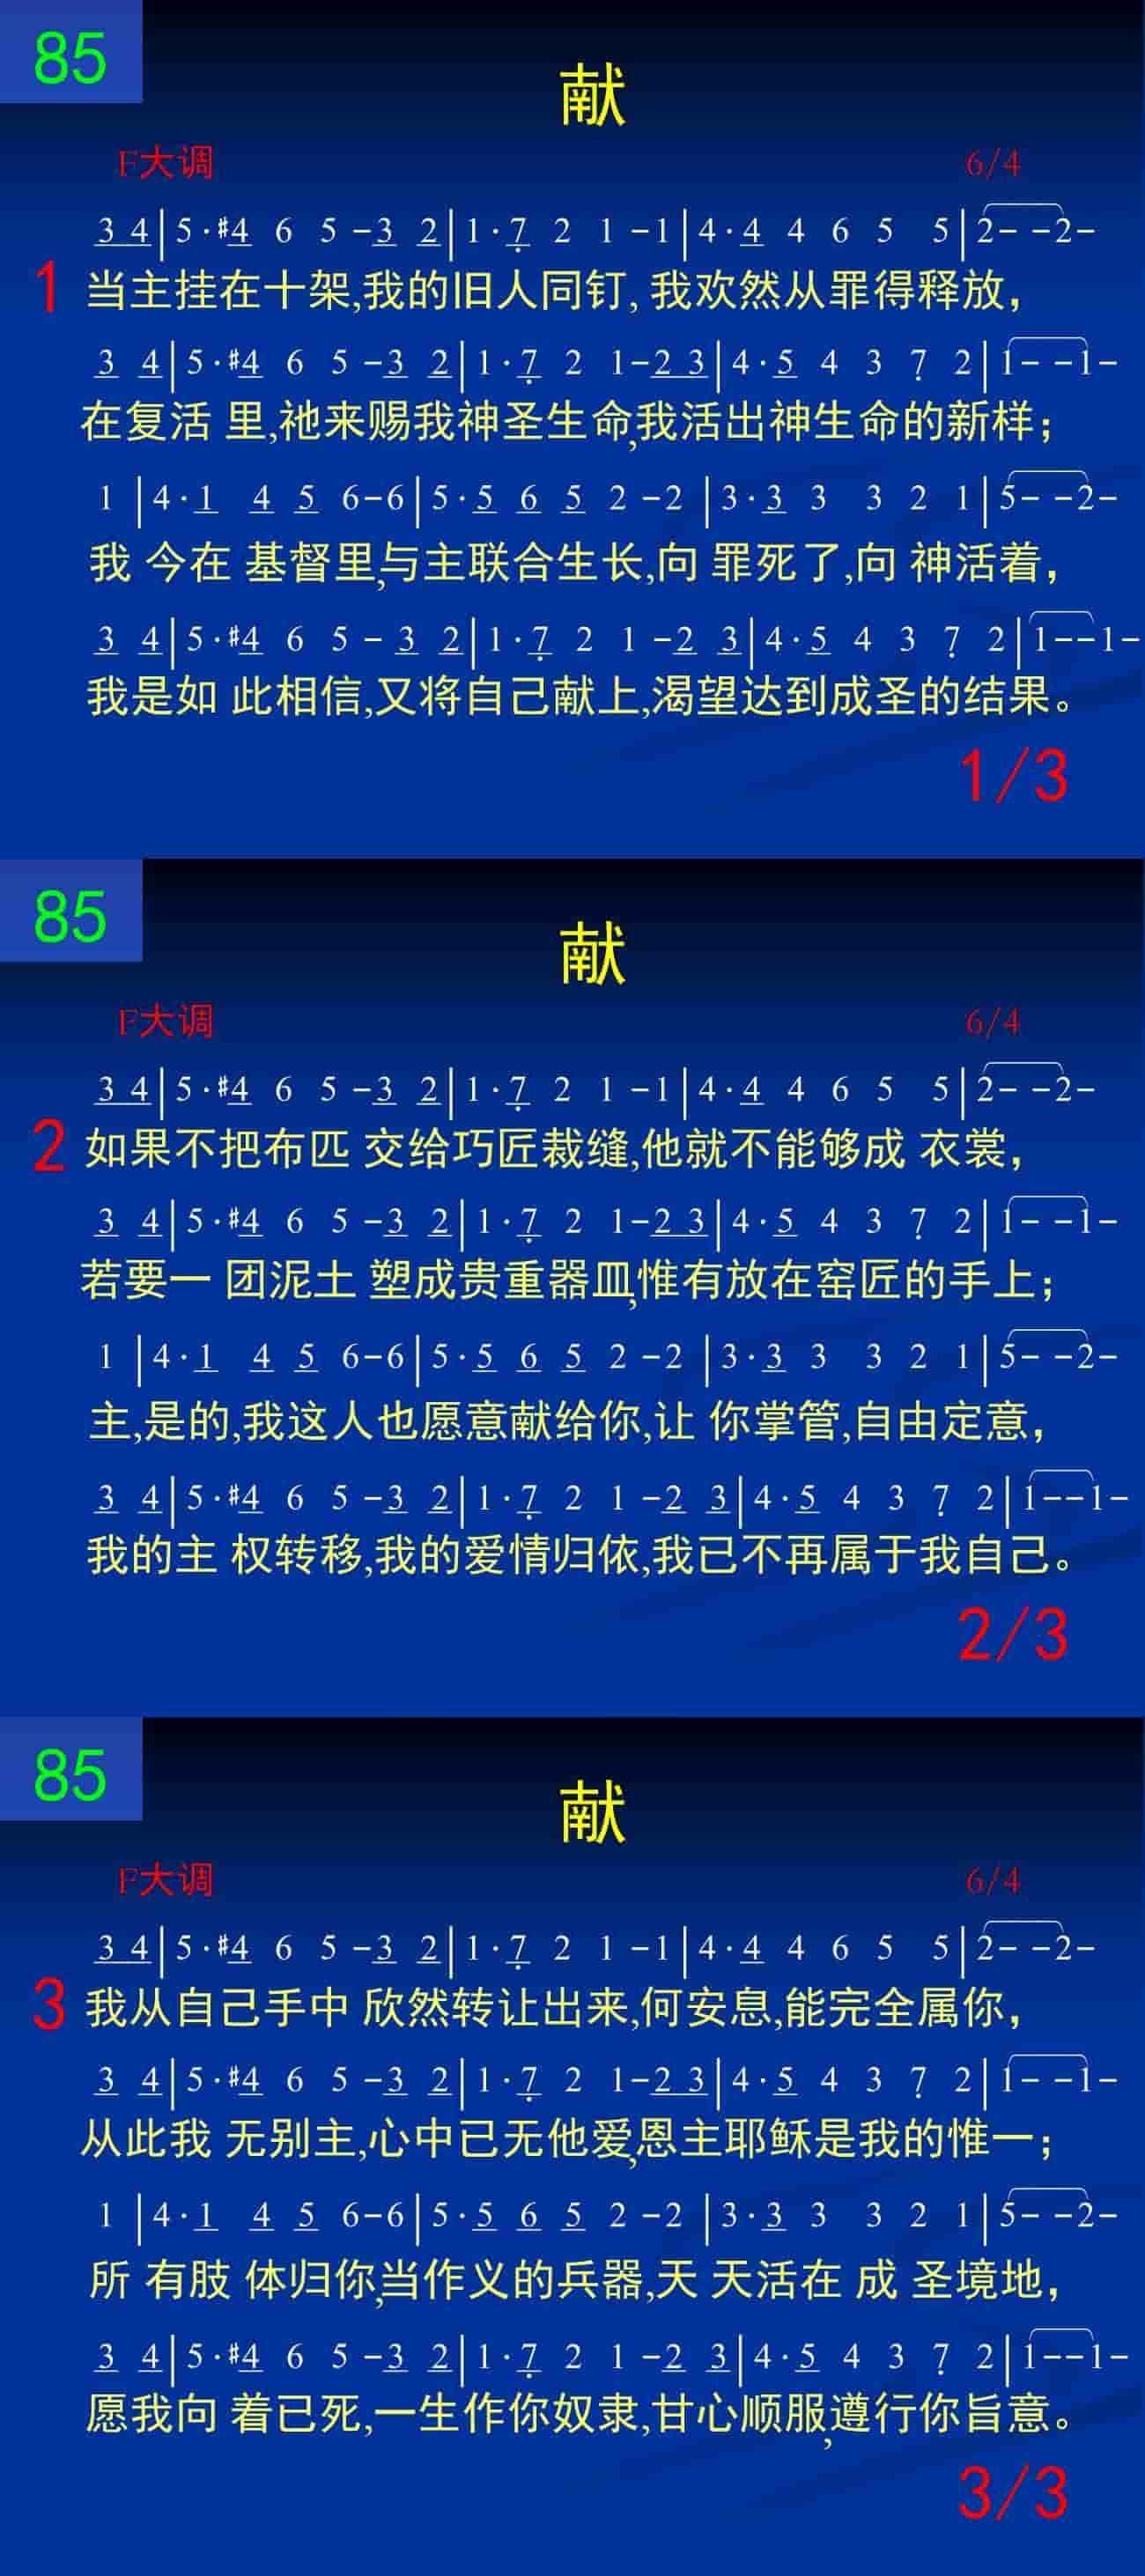 85
献
F大调 6/4
3 4|5·#4 6 5 -3 2|1·7 2 1 -1|4·4 4 6 5 5|2- -2-
1 当主挂在十架,我的旧人同钉, 我欢然从罪得释放，
3 4|5·#4 6 5 -3 2|1·7 2 1-2 3|4·5 4 3 7 2|1- -1-
在复活 里,祂来赐我神圣生命,我活出神生命的新样；
1 |4·1 4 5 6-6|5·5 6 5 2 -2 |3·3 3 3 2 1|5- -2-
我 今在 基督里,与主联合生长,向 罪死了,向 神活着，
3 4|5·#4 6 5 - 3 2|1·7 2 1 -2 3|4·5 4 3 7 2|1--1-
我是如 此相信,又将自己献上,渴望达到成圣的结果。
1/3
85
献
F大调 6/4
3 4|5·#4 6 5 -3 2|1·7 2 1 -1|4·4 4 6 5 5|2- -2-
2 如果不把布匹 交给巧匠裁缝,他就不能够成 衣裳，
3 4|5·#4 6 5 -3 2|1·7 2 1-2 3|4·5 4 3 7 2|1- -1-
若要一 团泥土 塑成贵重器皿,惟有放在窑匠的手上；
1 |4·1 4 5 6-6|5·5 6 5 2 -2 |3·3 3 3 2 1|5- -2-
主,是的,我这人也愿意献给你,让 你掌管,自由定意，
3 4|5·#4 6 5 -3 2|1·7 2 1 -2 3|4·5 4 3 7 2|1--1-
我的主 权转移,我的爱情归依,我已不再属于我自己。
2/3
85
献
F大调 6/4
3 4|5·#4 6 5 -3 2|1·7 2 1 -1|4·4 4 6 5 5|2- -2-
3 我从自己手中 欣然转让出来,何安息,能完全属你，
3 4|5·#4 6 5 -3 2|1·7 2 1-2 3|4·5 4 3 7 2|1- -1-
从此我 无别主,心中已无他爱,恩主耶稣是我的惟一；
1 |4·1 4 5 6-6|5·5 6 5 2 -2 |3·3 3 3 2 1|5- -2-
所 有肢 体归你,当作义的兵器,天 天活在 成 圣境地，
3 4|5·#4 6 5 -3 2|1·7 2 1 -2 3|4·5 4 3 7 2|1--1-
愿我向 着已死,一生作你奴隶,甘心顺服,遵行你旨意。
3/3